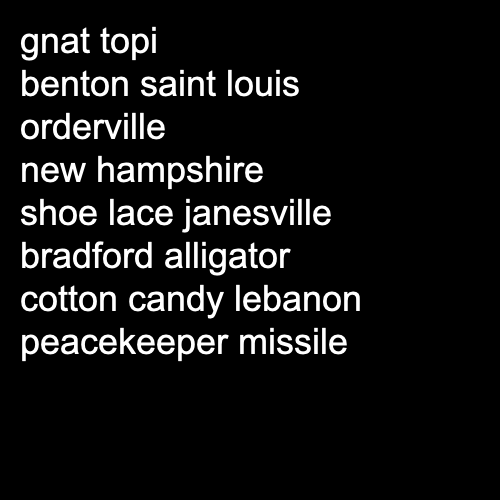 gnat topi
benton saint louis
orderville
new hampshire
shoe lace janesville
bradford alligator
cotton candy lebanon
peacekeeper missile